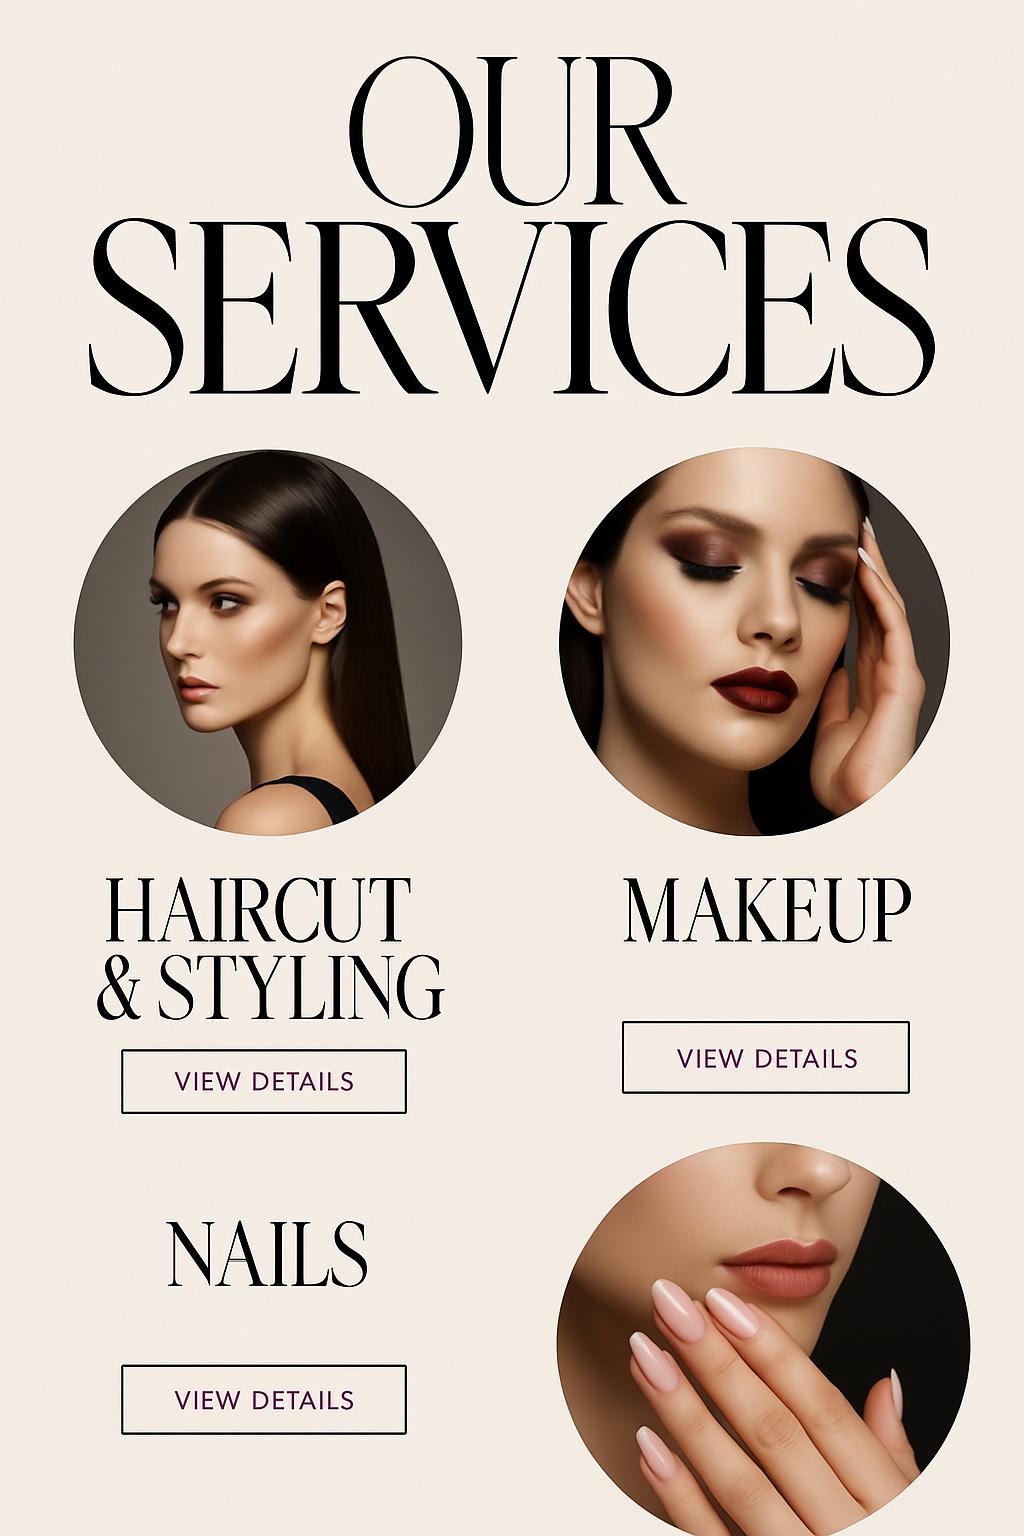 OUR
SERVICES
HAIRCUT
& STYLING
VIEW DETAILS
MAKEUP
VIEW DETAILS
NAILS
VIEW DETAILS